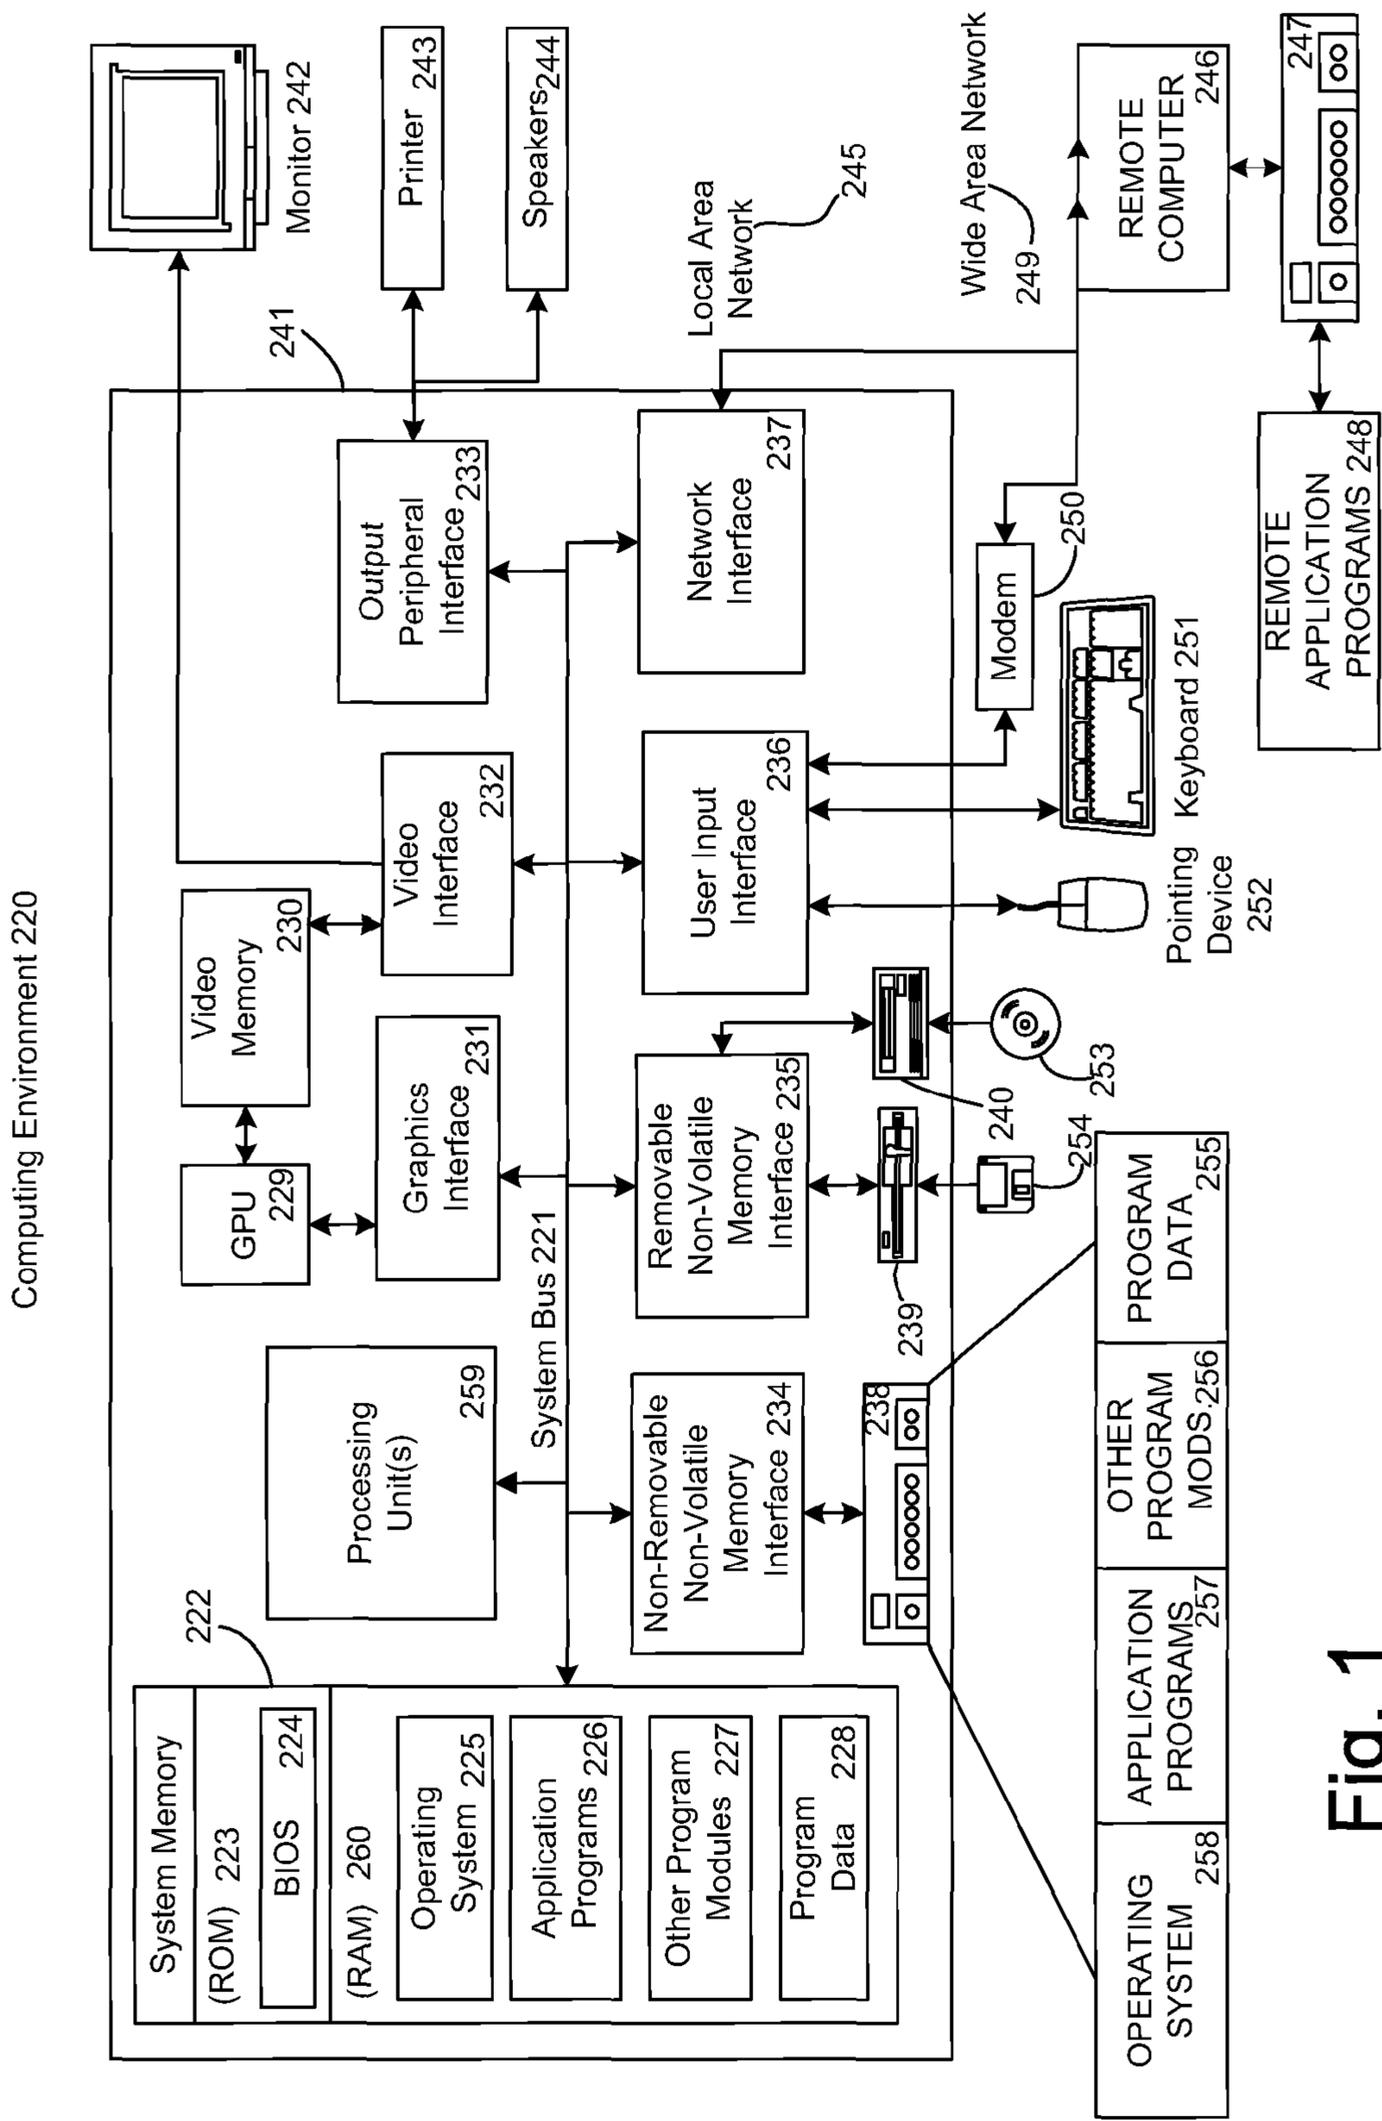 Computing Environment 220
System Memory
(ROM) 223
BIOS 224
222
(RAM) 260
Operating
System 225
Application
Programs 226
Other Program
Modules 227
Program
Data 228
Processing
Unit(s)
259
System Bus 221
GPU
229
Video
Memory
230
Graphics
Interface
231
Video
Interface
232
Output
Peripheral
Interface 233
241
Monitor 242
Printer 243
Speakers 244
Non-Removable
Non-Volatile
Memory
Interface 234
Removable
Non-Volatile
Memory
Interface 235
User Input
Interface
236
Network
Interface
237
Local Area
Network
245
238
239
240
254
253
Pointing
Device
252
Keyboard 251
Modem
250
Wide Area Network
249
REMOTE
COMPUTER
246
247
REMOTE
APPLICATION
PROGRAMS 248
OPERATING
SYSTEM
258
APPLICATION
PROGRAMS
257
OTHER
PROGRAM
MODS. 256
PROGRAM
DATA
255
Fig. 1